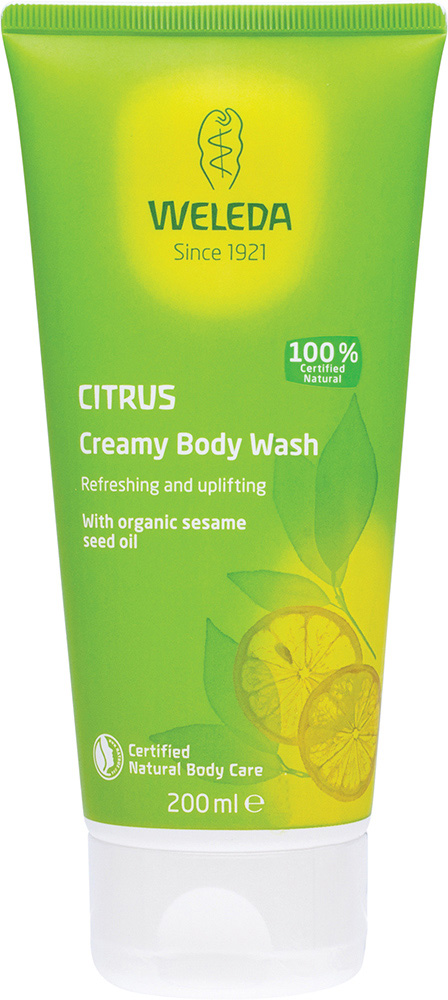 WELEDA
Since 1921
100%
Certified
Natural
CITRUS
Creamy Body Wash
Refreshing and uplifting
With organic sesame
seed oil
Certified
Natural Body Care
200 ml ℮